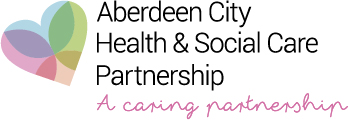 Aberdeen City
Health & Social Care
Partnership
A caring partnership